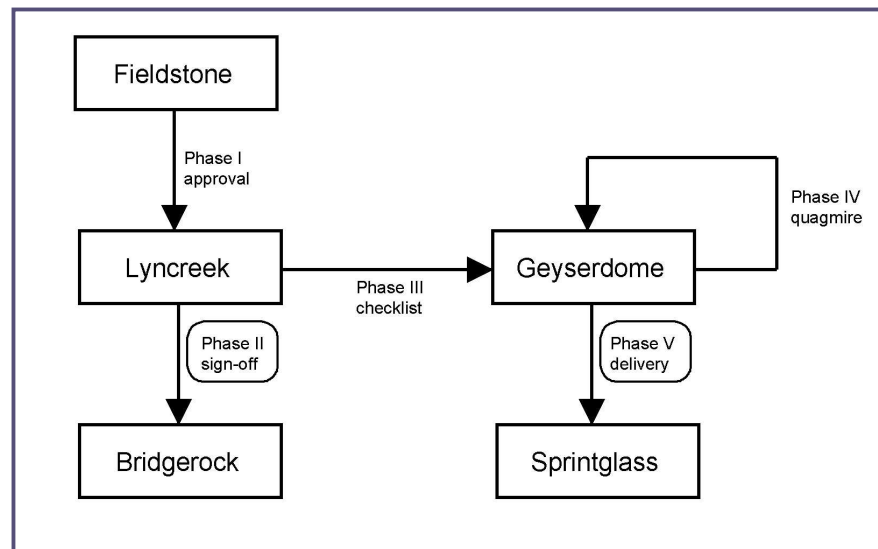 Fieldstone
Phase I
approval
Lyncreek
Phase III
checklist
Geyserdome
Phase IV
quagmire
Phase II
sign-off
Phase V
delivery
Bridgerock
Sprintglass